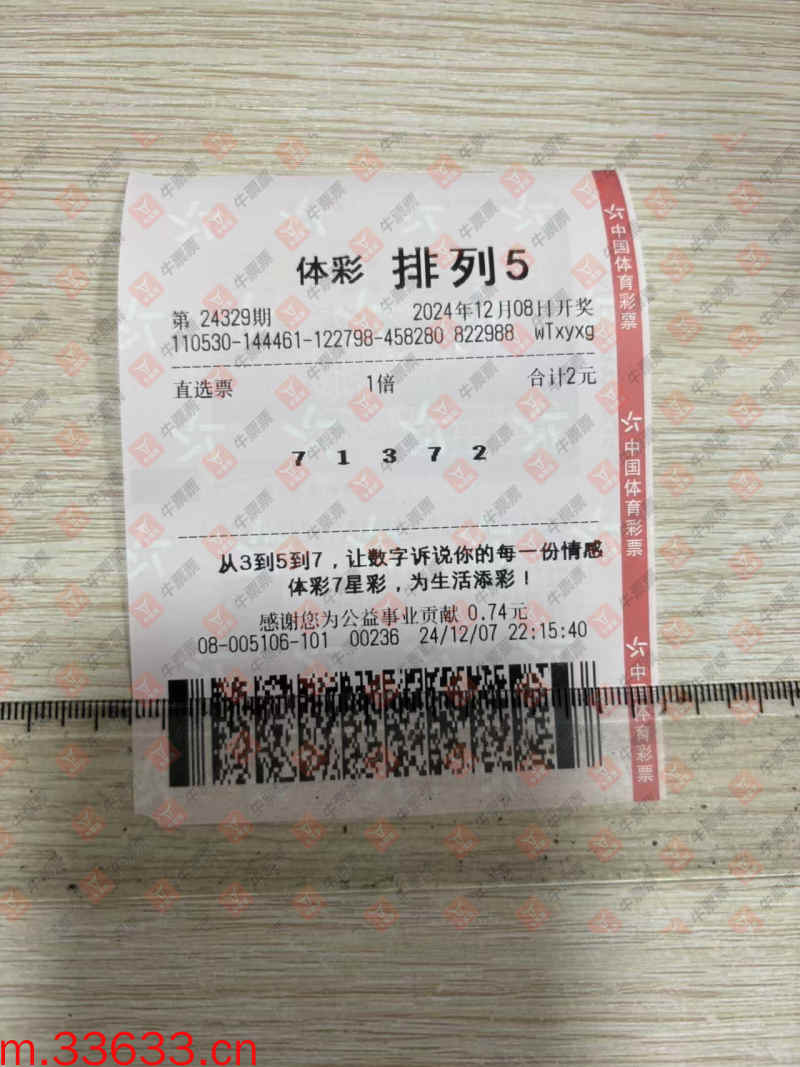 体彩 排列5
第 24329期 2024年12月08日开奖
110530-144461-122798-458280 822988 wTxyxg
直选票 1倍 合计2元
7 1 3 7 2
从3到5到7，让数字诉说你的每一份情感
体彩7星彩，为生活添彩！
感谢您为公益事业贡献 0.74元
08-005106-101 00236 24/12/07 22:15:40
中国体育彩票
中国体育彩票
中国体育彩票
牛票票
m.33633.cn